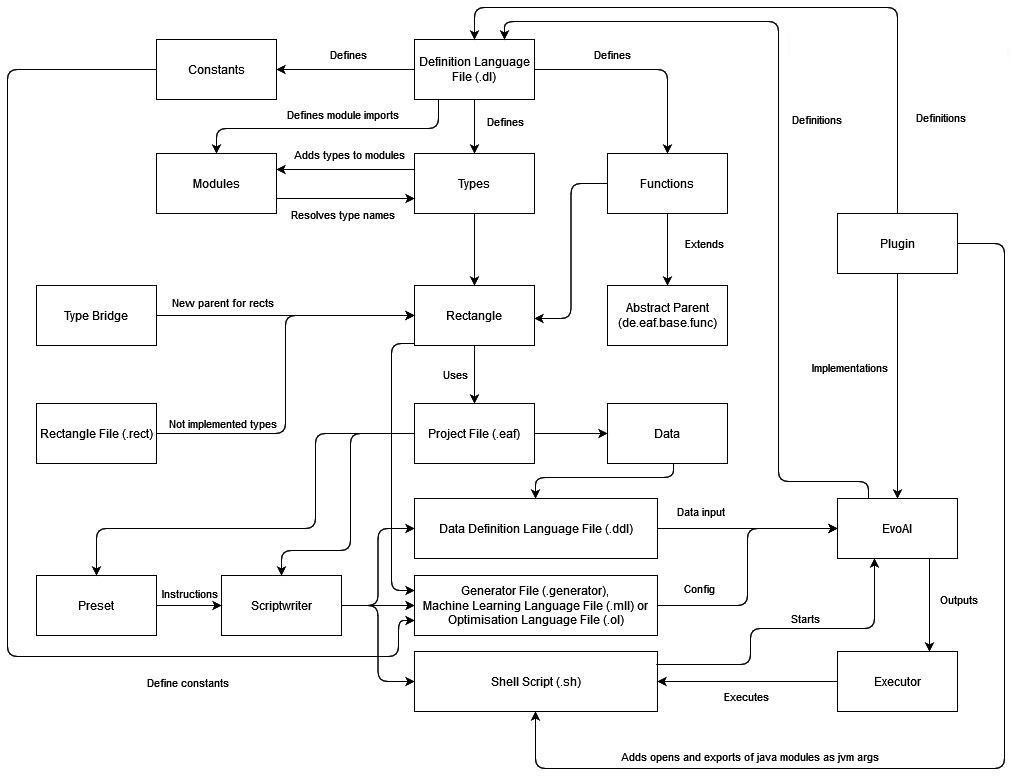 Constants
Defines
Definition Language
File (.dl)
Defines
Defines module imports
Defines
Definitions
Definitions
Modules
Adds types to modules
Resolves type names
Types
Functions
Extends
Plugin
Type Bridge
New parent for rects
Rectangle
Abstract Parent
(de.eaf.base.func)
Implementations
Uses
Rectangle File (.rect)
Not implemented types
Project File (.eaf)
Data
Data Definition Language File (.ddl)
Data input
EvoAl
Preset
Instructions
Scriptwriter
Generator File (.generator),
Machine Learning Language File (.mll) or
Optimisation Language File (.ol)
Config
Outputs
Starts
Define constants
Shell Script (.sh)
Executes
Executor
Adds opens and exports of java modules as jvm args